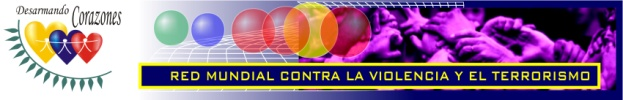 Desarmando
Corazones
RED MUNDIAL CONTRA LA VIOLENCIA Y EL TERRORISMO